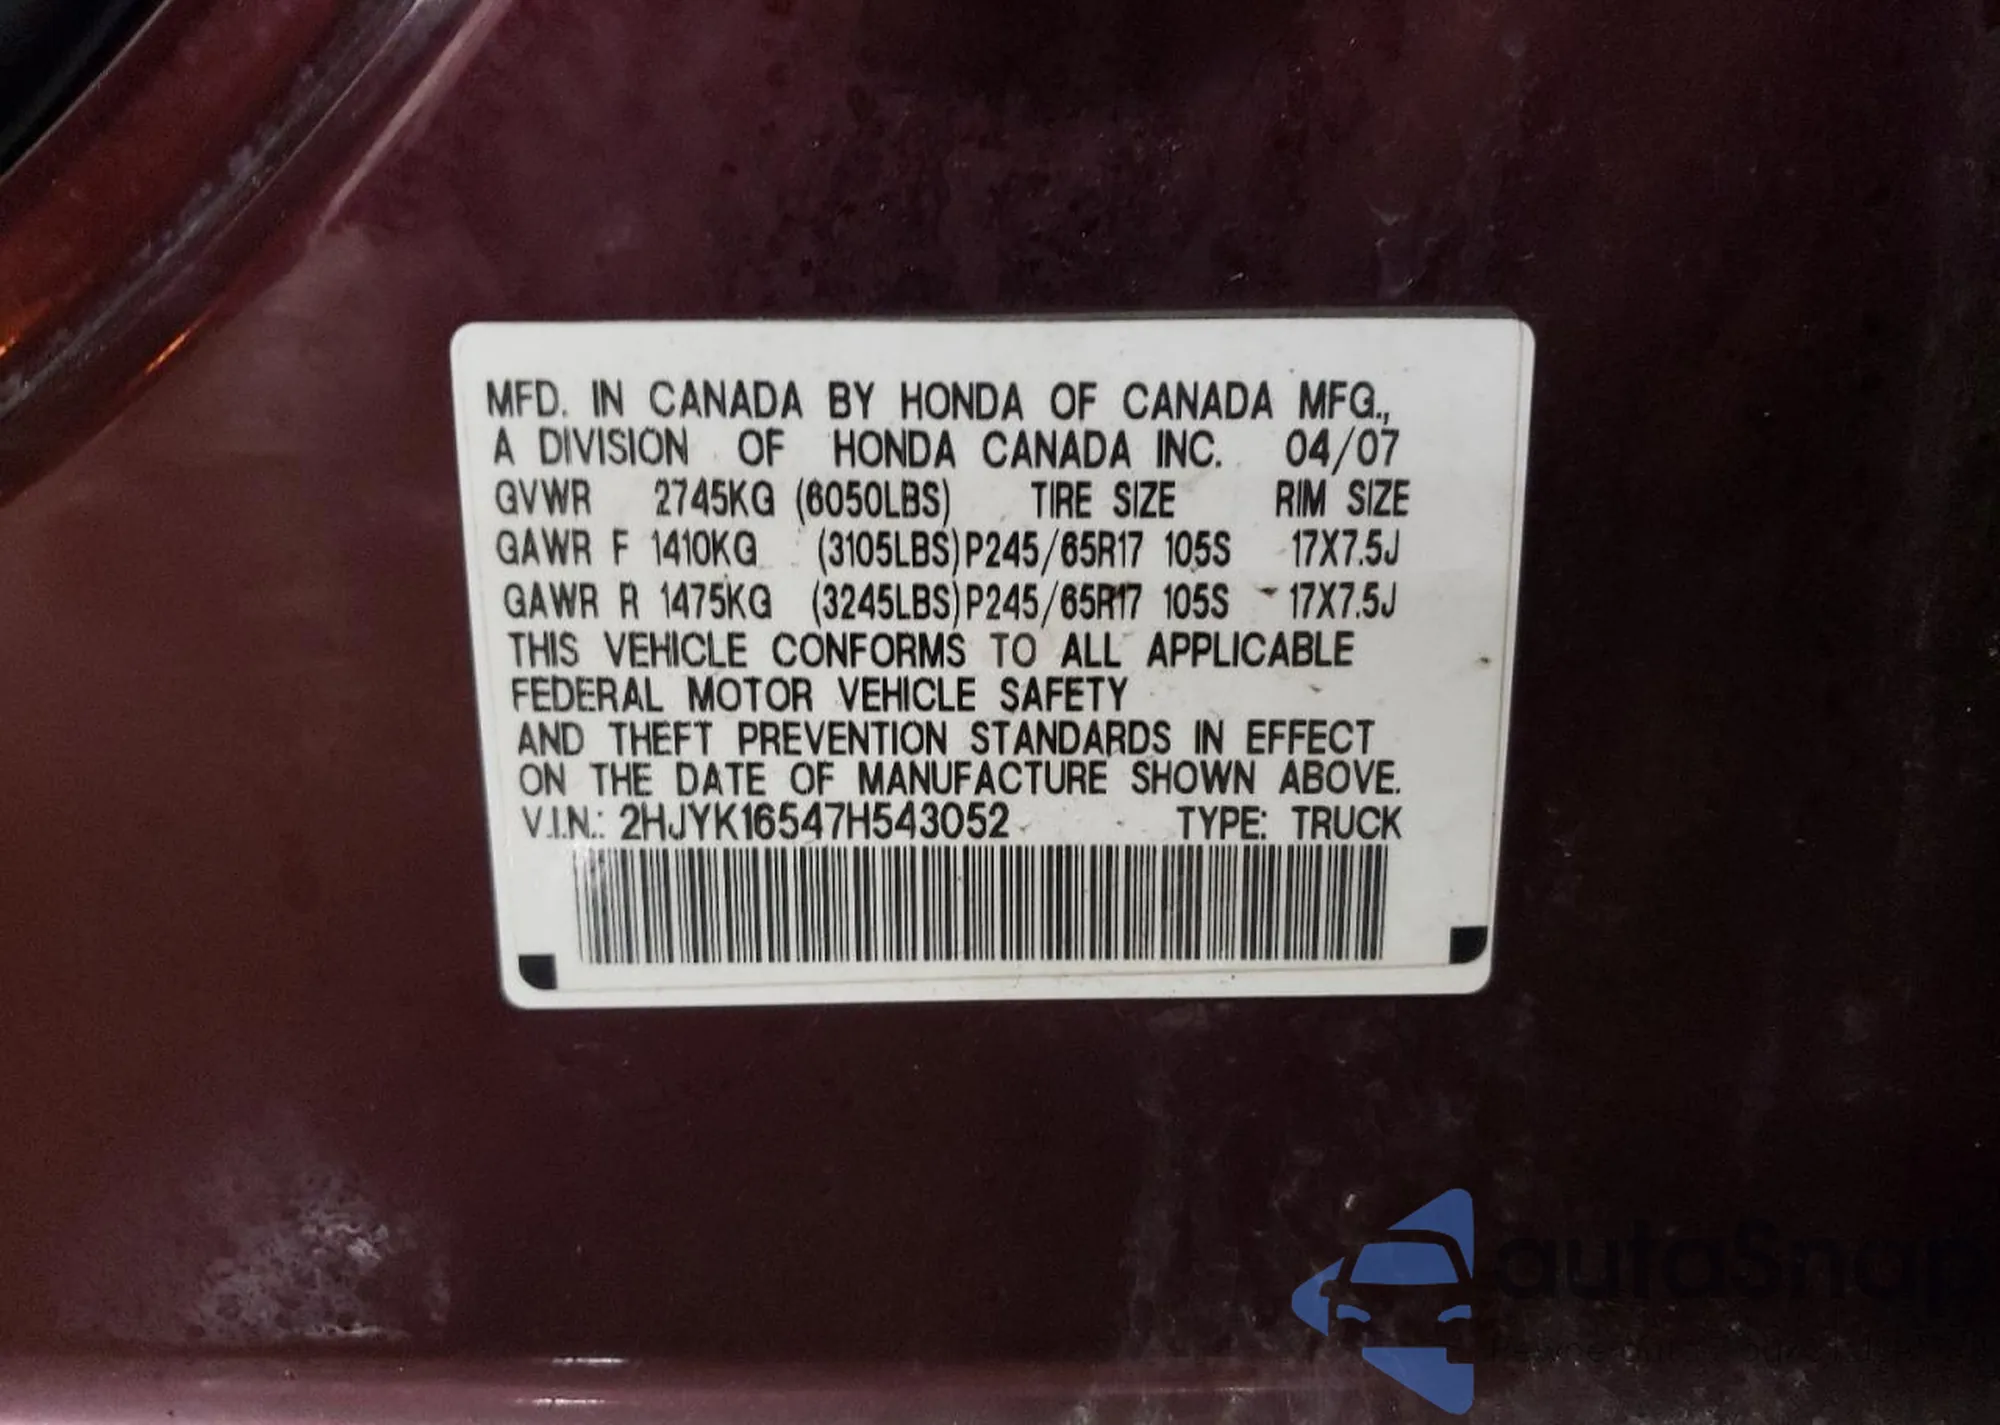 MFD. IN CANADA BY HONDA OF CANADA MFG.,
A DIVISION OF HONDA CANADA INC. 04/07
GVWR 2745KG (6050LBS) TIRE SIZE RIM SIZE
GAWR F 1410KG (3105LBS) P245/65R17 105S 17X7.5J
GAWR R 1475KG (3245LBS) P245/65R17 105S 17X7.5J
THIS VEHICLE CONFORMS TO ALL APPLICABLE
FEDERAL MOTOR VEHICLE SAFETY
AND THEFT PREVENTION STANDARDS IN EFFECT
ON THE DATE OF MANUFACTURE SHOWN ABOVE.
V.I.N.: 2HJYK16547H543052 TYPE: TRUCK
autaSnap